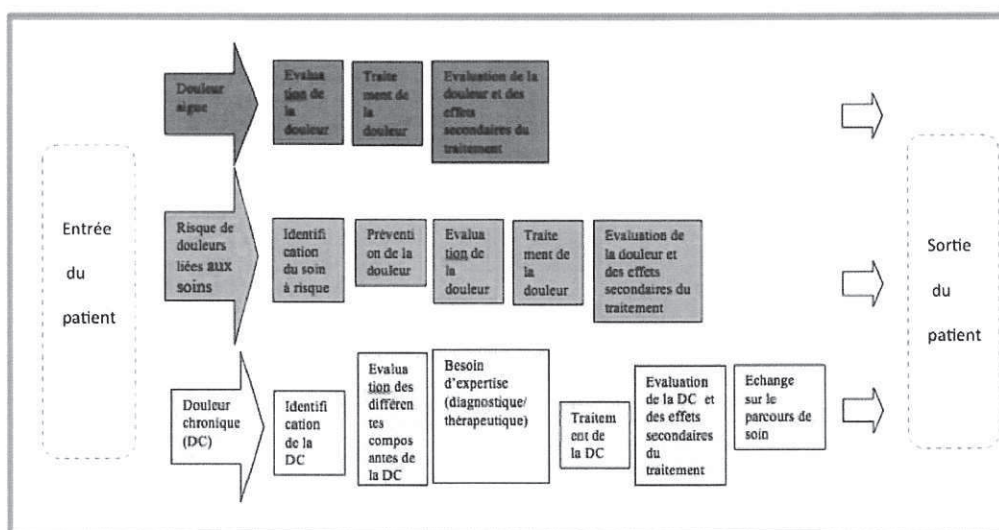 Entrée
du
patient
Douleur
aigue
Evalua
tion de
la
douleur
Traite
ment de
la
douleur
Evaluation de la
douleur et des
effets
secondaires du
traitement
Risque de
douleurs
liées aux
soins
Identifi
cation
du soin
à risque
Préventi
on de la
douleur
Evalua
tion de
la
douleur
Traite
ment de
la
douleur
Evaluation de
la douleur et
des effets
secondaires du
traitement
Douleur
chronique
(DC)
Identifi
cation
de la
DC
Evalua
tion des
différen
tes
compos
antes de
la DC
Besoin
d'expertise
(diagnostique/
thérapeutique)
Traitem
ent de
la DC
Evaluation
de la DC et
des effets
secondaires
du
traitement
Echange
sur le
parcours de
soin
Sortie
du
patient